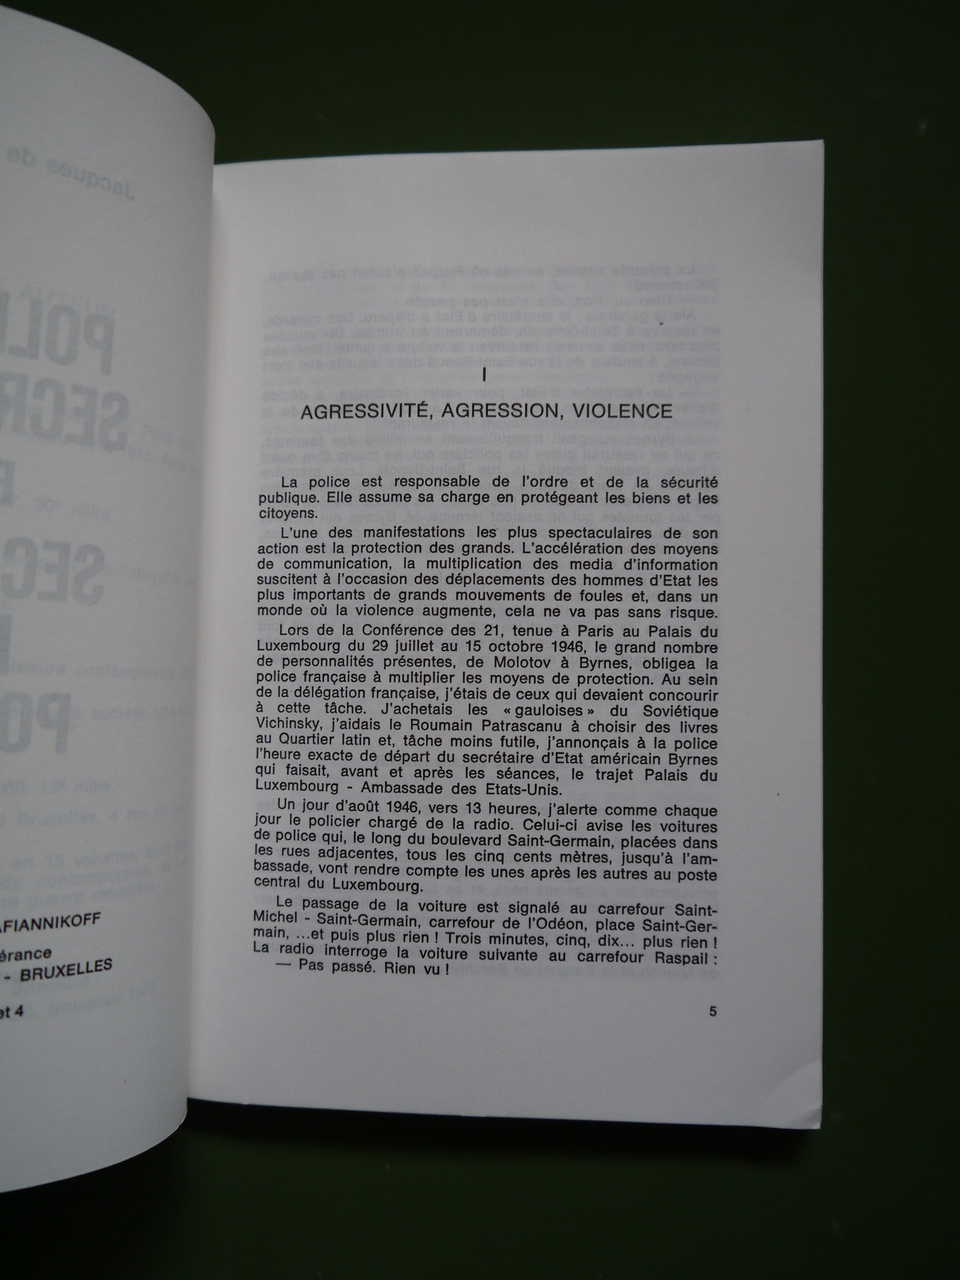 Jacques de
AUTEUR
POL
SECR
SEC
PO
AFIANNIKOFF
érance
- BRUXELLES
et 4
I
AGRESSIVITÉ, AGRESSION, VIOLENCE
La police est responsable de l'ordre et de la sécurité
publique. Elle assume sa charge en protégeant les biens et les
citoyens.
L'une des manifestations les plus spectaculaires de son
action est la protection des grands. L'accélération des moyens
de communication, la multiplication des media d'information
suscitent à l'occasion des déplacements des hommes d'Etat les
plus importants de grands mouvements de foules et, dans un
monde où la violence augmente, cela ne va pas sans risque.
Lors de la Conférence des 21, tenue à Paris au Palais du
Luxembourg du 29 juillet au 15 octobre 1946, le grand nombre
de personnalités présentes, de Molotov à Byrnes, obligea la
police française à multiplier les moyens de protection. Au sein
de la délégation française, j'étais de ceux qui devaient concourir
à cette tâche. J'achetais les « gauloises » du Soviétique
Vichinsky, j'aidais le Roumain Patrascanu à choisir des livres
au Quartier latin et, tâche moins futile, j'annonçais à la police
l'heure exacte de départ du secrétaire d'Etat américain Byrnes
qui faisait, avant et après les séances, le trajet Palais du
Luxembourg - Ambassade des Etats-Unis.
Un jour d'août 1946, vers 13 heures, j'alerte comme chaque
jour le policier chargé de la radio. Celui-ci avise les voitures
de police qui, le long du boulevard Saint-Germain, placées dans
les rues adjacentes, tous les cinq cents mètres, jusqu'à l'am-
bassade, vont rendre compte les unes après les autres au poste
central du Luxembourg.
Le passage de la voiture est signalé au carrefour Saint-
Michel - Saint-Germain, carrefour de l'Odéon, place Saint-Ger-
main, ...et puis plus rien ! Trois minutes, cinq, dix... plus rien !
La radio interroge la voiture suivante au carrefour Raspail :
— Pas passé. Rien vu !
5